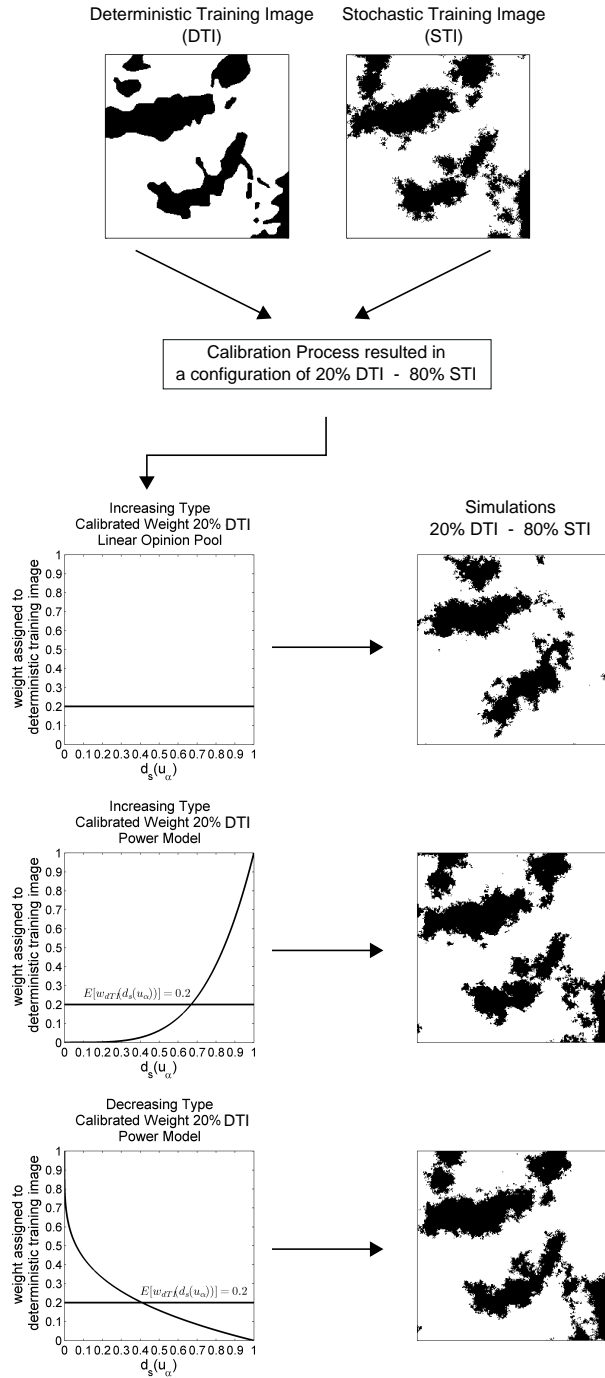 Deterministic Training Image
(DTI)
Stochastic Training Image
(STI)
Calibration Process resulted in
a configuration of 20% DTI - 80% STI
Increasing Type
Calibrated Weight 20% DTI
Linear Opinion Pool
weight assigned to
deterministic training image
1
0.9
0.8
0.7
0.6
0.5
0.4
0.3
0.2
0.1
0
0 0.1 0.2 0.3 0.4 0.5 0.6 0.7 0.8 0.9 1
d_s(u_α)
Simulations
20% DTI - 80% STI
Increasing Type
Calibrated Weight 20% DTI
Power Model
weight assigned to
deterministic training image
1
0.9
0.8
0.7
0.6
0.5
0.4
0.3
0.2
0.1
0
E[w_{dTI}(d_s(u_α))] = 0.2
0 0.1 0.2 0.3 0.4 0.5 0.6 0.7 0.8 0.9 1
d_s(u_α)
Decreasing Type
Calibrated Weight 20% DTI
Power Model
weight assigned to
deterministic training image
1
0.9
0.8
0.7
0.6
0.5
0.4
0.3
0.2
0.1
0
E[w_{dTI}(d_s(u_α))] = 0.2
0 0.1 0.2 0.3 0.4 0.5 0.6 0.7 0.8 0.9 1
d_s(u_α)